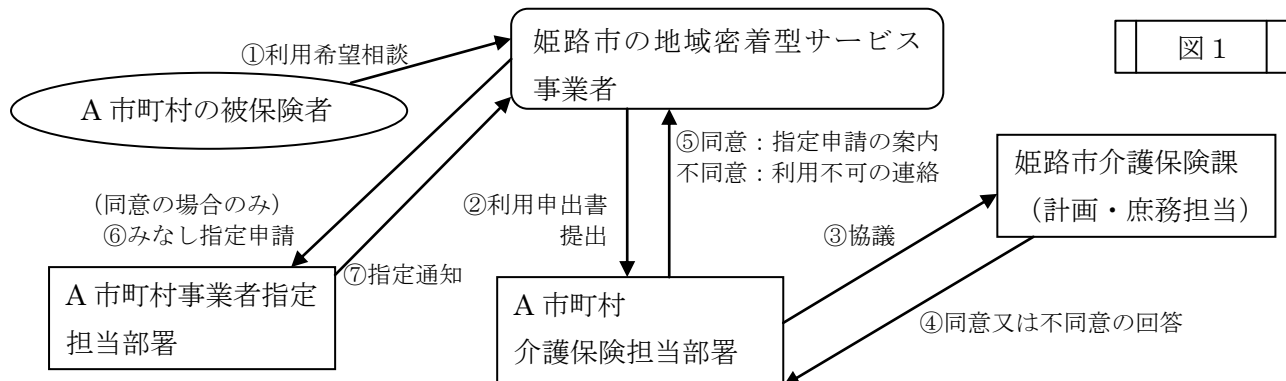 ①利用希望相談
姫路市の地域密着型サービス
事業者
図1
A 市町村の被保険者
⑤同意：指定申請の案内
不同意：利用不可の連絡
姫路市介護保険課
（計画・庶務担当）
（同意の場合のみ）
⑥みなし指定申請
②利用申出書
提出
③協議
⑦指定通知
A 市町村事業者指定
担当部署
A 市町村
介護保険担当部署
④同意又は不同意の回答